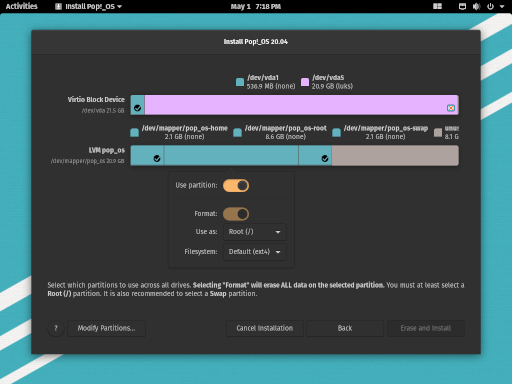 Activities
Install Pop!_OS
May 1 7:18 PM
Install Pop!_OS 20.04
/dev/vda1
536.9 MB (none)
/dev/vda5
20.9 GB (luks)
Virtio Block Device
/dev/vda 21.5 GB
/dev/mapper/pop_os-home
2.1 GB (none)
/dev/mapper/pop_os-root
8.6 GB (none)
/dev/mapper/pop_os-swap
2.1 GB (none)
unus
8.1 G
LVM pop_os
/dev/mapper/pop_os 20.9 GB
Use partition:
Format:
Use as: Root (/)
Filesystem: Default (ext4)
Select which partitions to use across all drives. Selecting "Format" will erase ALL data on the selected partition. You must at least select a
Root (/) partition. It is also recommended to select a Swap partition.
?
Modify Partitions...
Cancel Installation
Back
Erase and Install